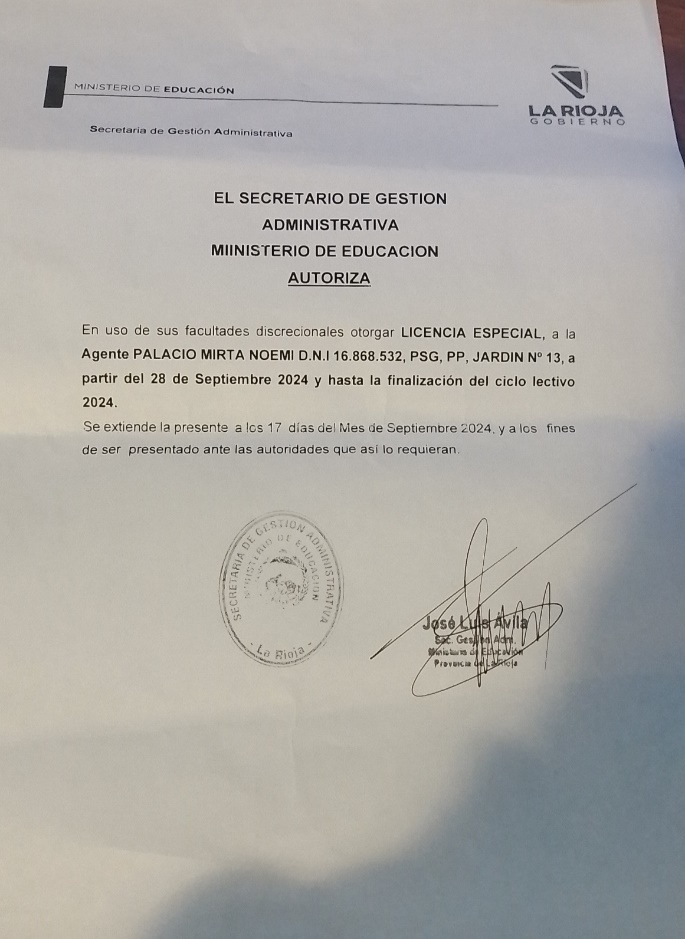 MINISTERIO DE EDUCACIÓN
LA RIOJA
GOBIERNO
Secretaría de Gestión Administrativa
EL SECRETARIO DE GESTION
ADMINISTRATIVA
MIINISTERIO DE EDUCACION
AUTORIZA
En uso de sus facultades discrecionales otorgar LICENCIA ESPECIAL, a la
Agente PALACIO MIRTA NOEMI D.N.I 16.868.532, PSG, PP, JARDIN Nº 13, a
partir del 28 de Septiembre 2024 y hasta la finalización del ciclo lectivo
2024.
Se extiende la presente a los 17 días del Mes de Septiembre 2024, y a los fines
de ser presentado ante las autoridades que así lo requieran.
SECRETARÍA DE GESTIÓN ADMINISTRATIVA
MINISTERIO DE EDUCACIÓN
- La Rioja -
José Luis Avila
Sec. Gestión Adm.
Ministerio de Educación
Provincia de La Rioja